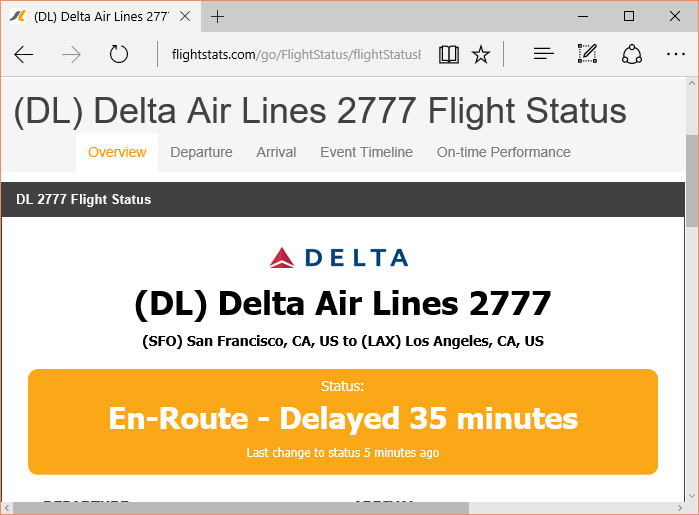 (DL) Delta Air Lines 277
flightstats.com/go/FlightStatus/flightStatus
(DL) Delta Air Lines 2777 Flight Status
Overview Departure Arrival Event Timeline On-time Performance
DL 2777 Flight Status
DELTA
(DL) Delta Air Lines 2777
(SFO) San Francisco, CA, US to (LAX) Los Angeles, CA, US
Status:
En-Route - Delayed 35 minutes
Last change to status 5 minutes ago